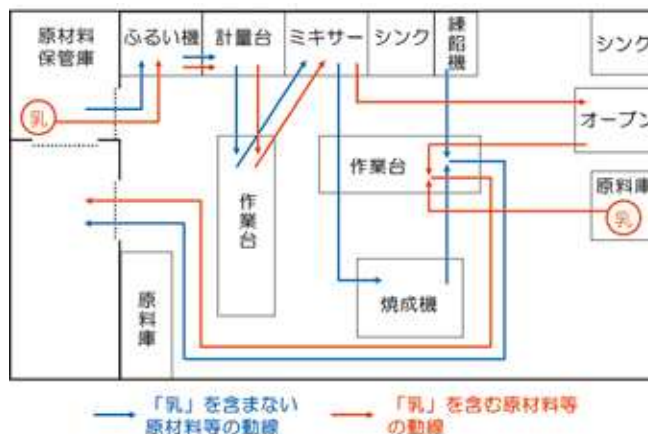 原材料
保管庫
ふるい機
計量台
ミキサー
シンク
練餡機
シンク
乳
オーブン
作業台
作業台
原料庫
乳
原料庫
焼成機
「乳」を含まない
原材料等の動線
「乳」を含む原材料等
の動線